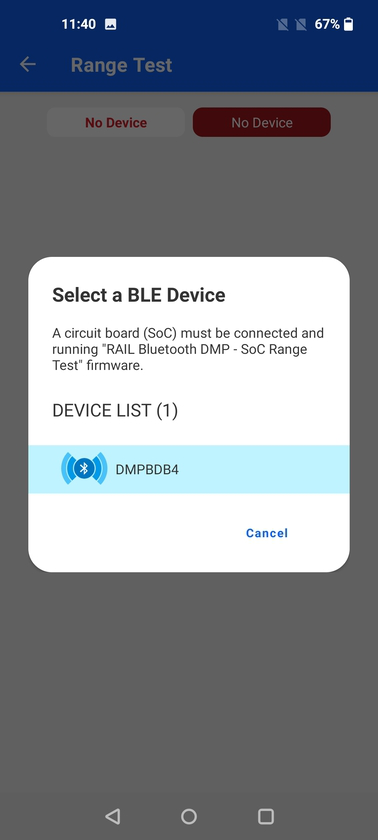 11:40
67%
Range Test
No Device
No Device
Select a BLE Device
A circuit board (SoC) must be connected and
running "RAIL Bluetooth DMP - SoC Range
Test" firmware.
DEVICE LIST (1)
DMPBDB4
Cancel